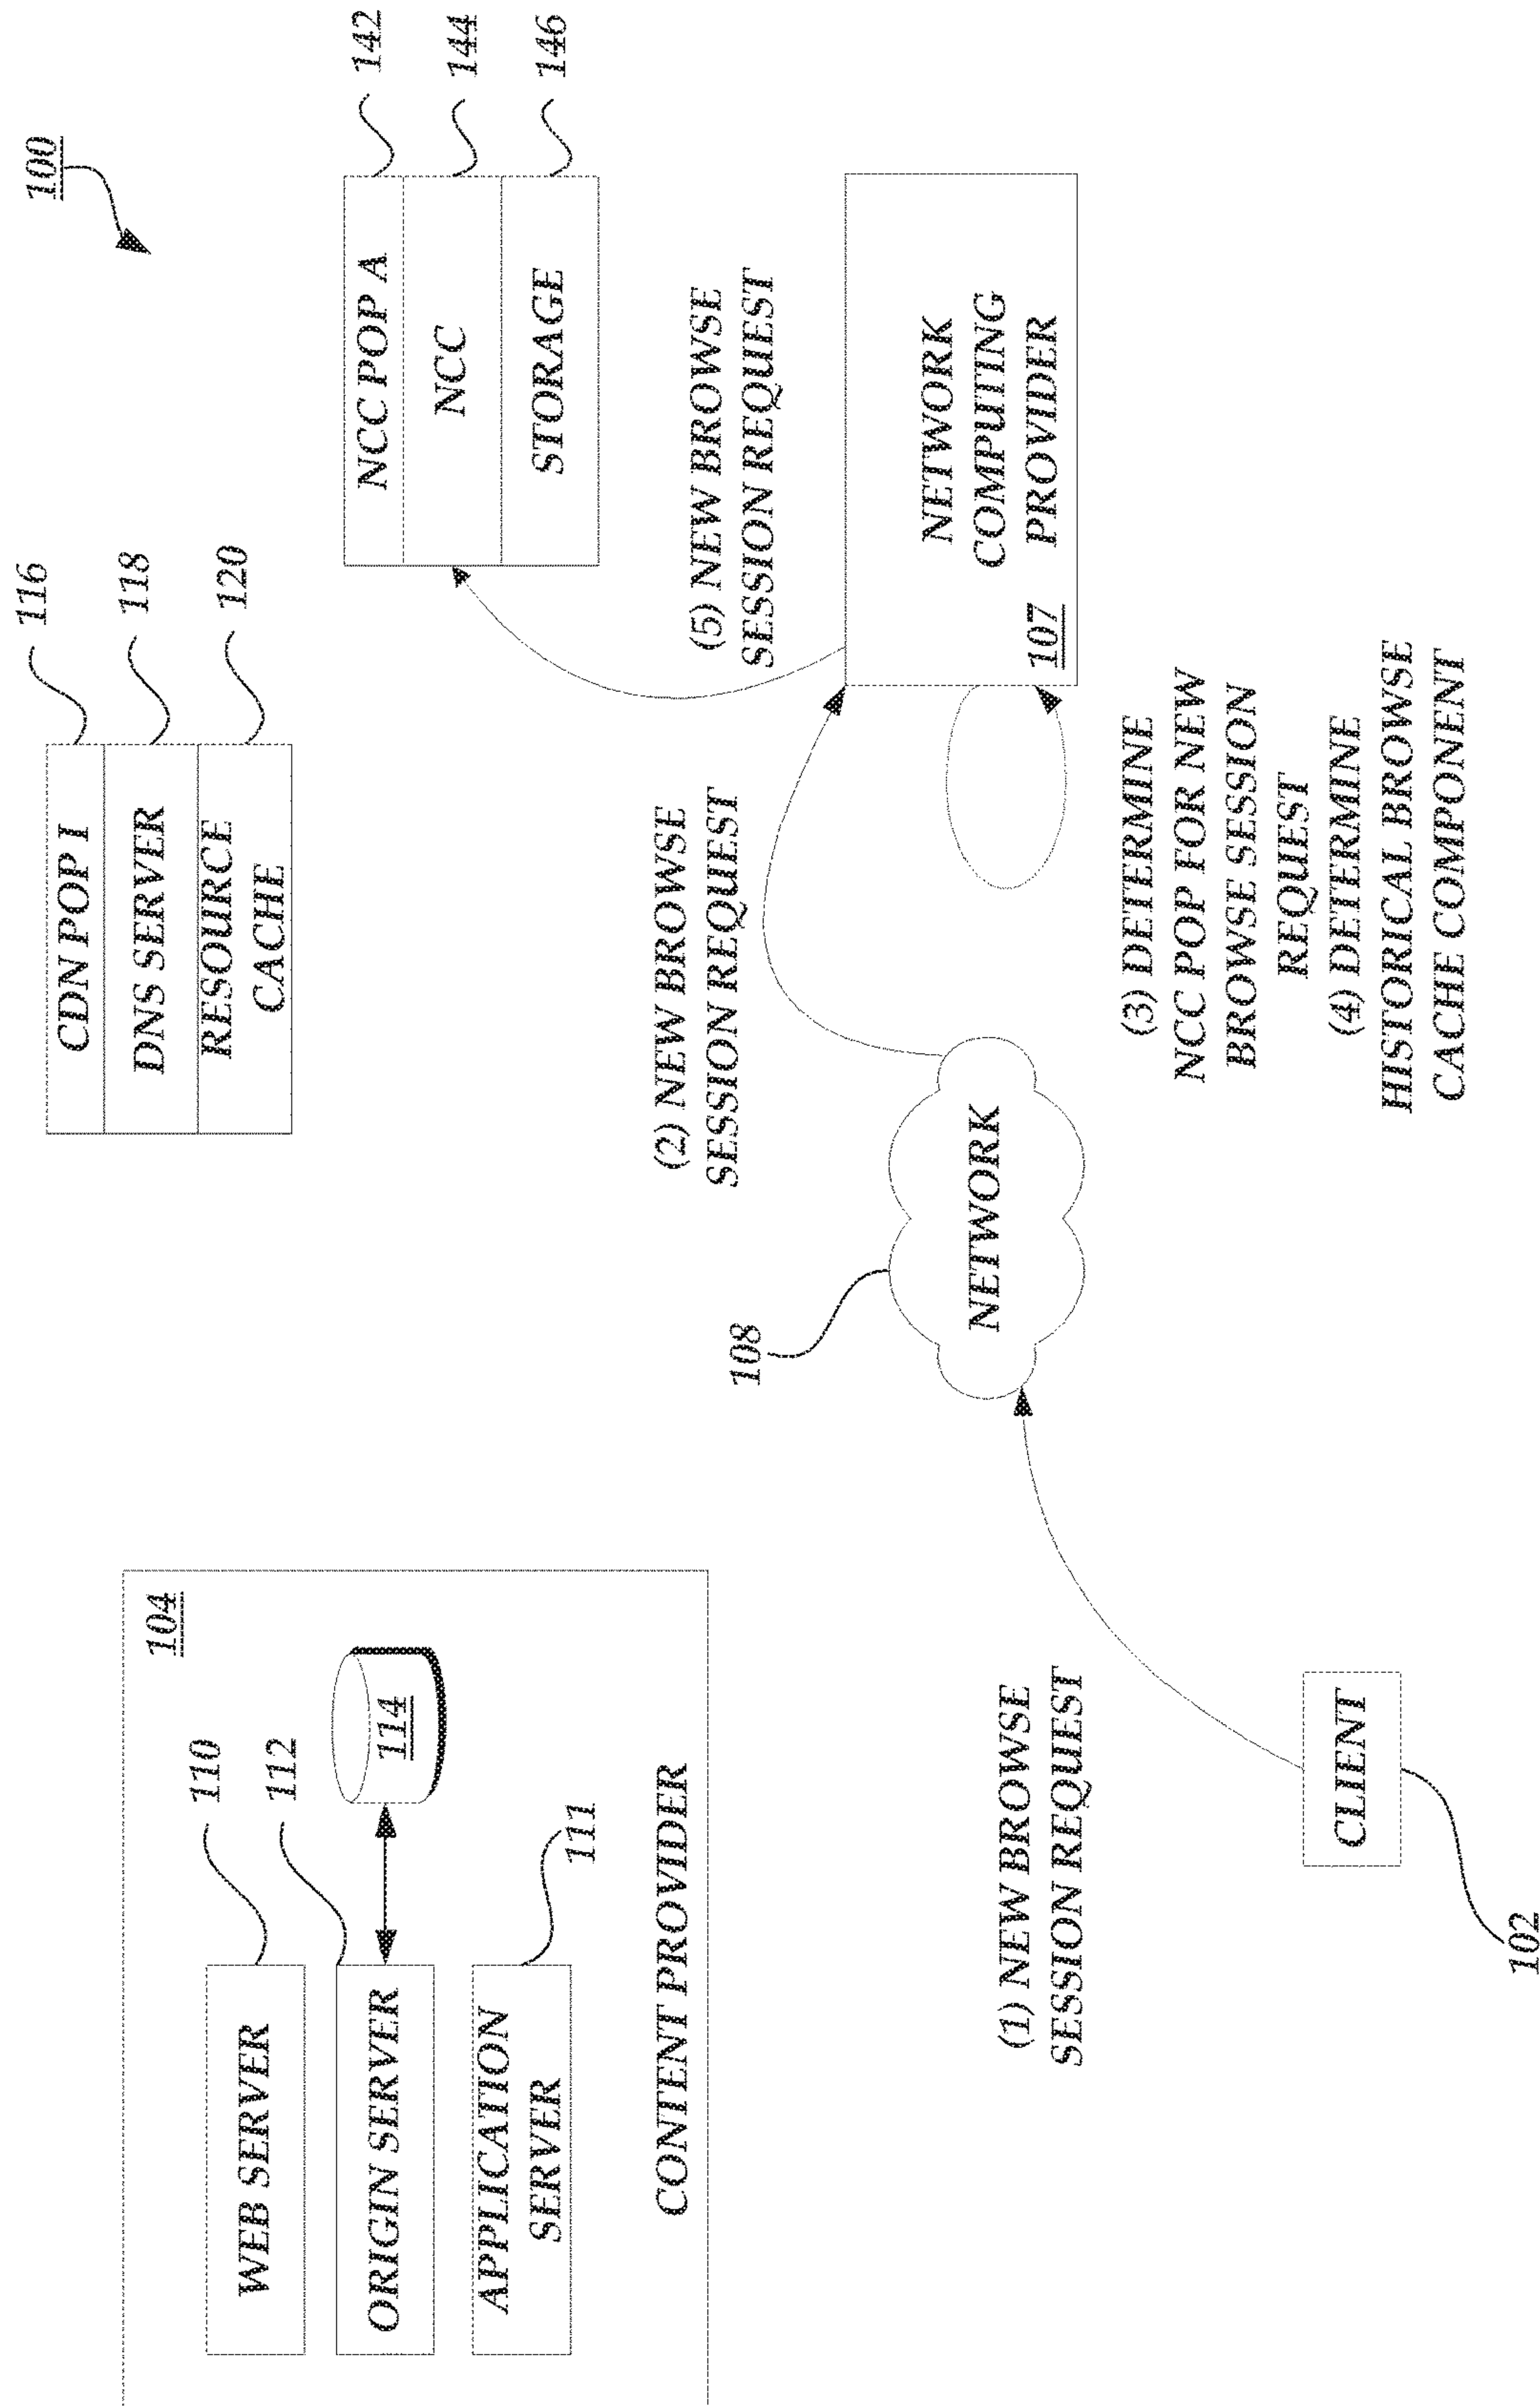 100
116
CDN POP 1
118
DNS SERVER
120
RESOURCE
CACHE
142
NCC POP A
144
NCC
146
STORAGE
104
110
WEB SERVER
112
ORIGIN SERVER
114
111
APPLICATION
SERVER
CONTENT PROVIDER
(1) NEW BROWSE
SESSION REQUEST
CLIENT
102
108
NETWORK
(2) NEW BROWSE
SESSION REQUEST
(5) NEW BROWSE
SESSION REQUEST
NETWORK
COMPUTING
PROVIDER
107
(3) DETERMINE
NCC POP FOR NEW
BROWSE SESSION
REQUEST
(4) DETERMINE
HISTORICAL BROWSE
CACHE COMPONENT